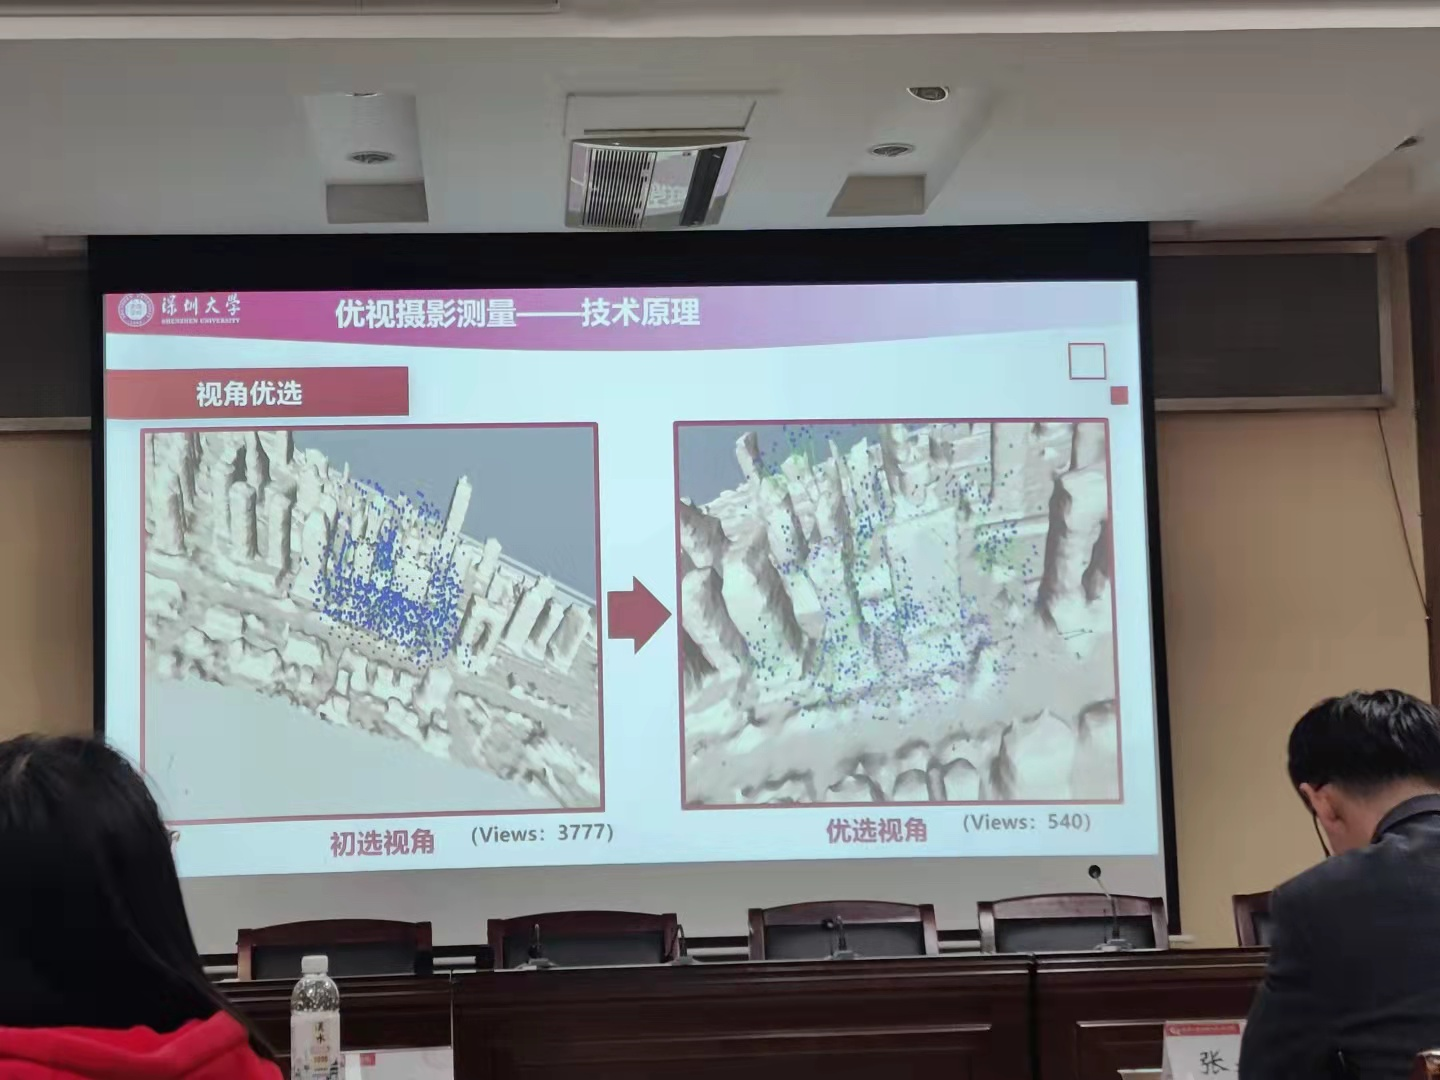 深圳大学
SHENZHEN UNIVERSITY
优视摄影测量——技术原理
视角优选
初选视角 (Views: 3777)
优选视角 (Views: 540)
张